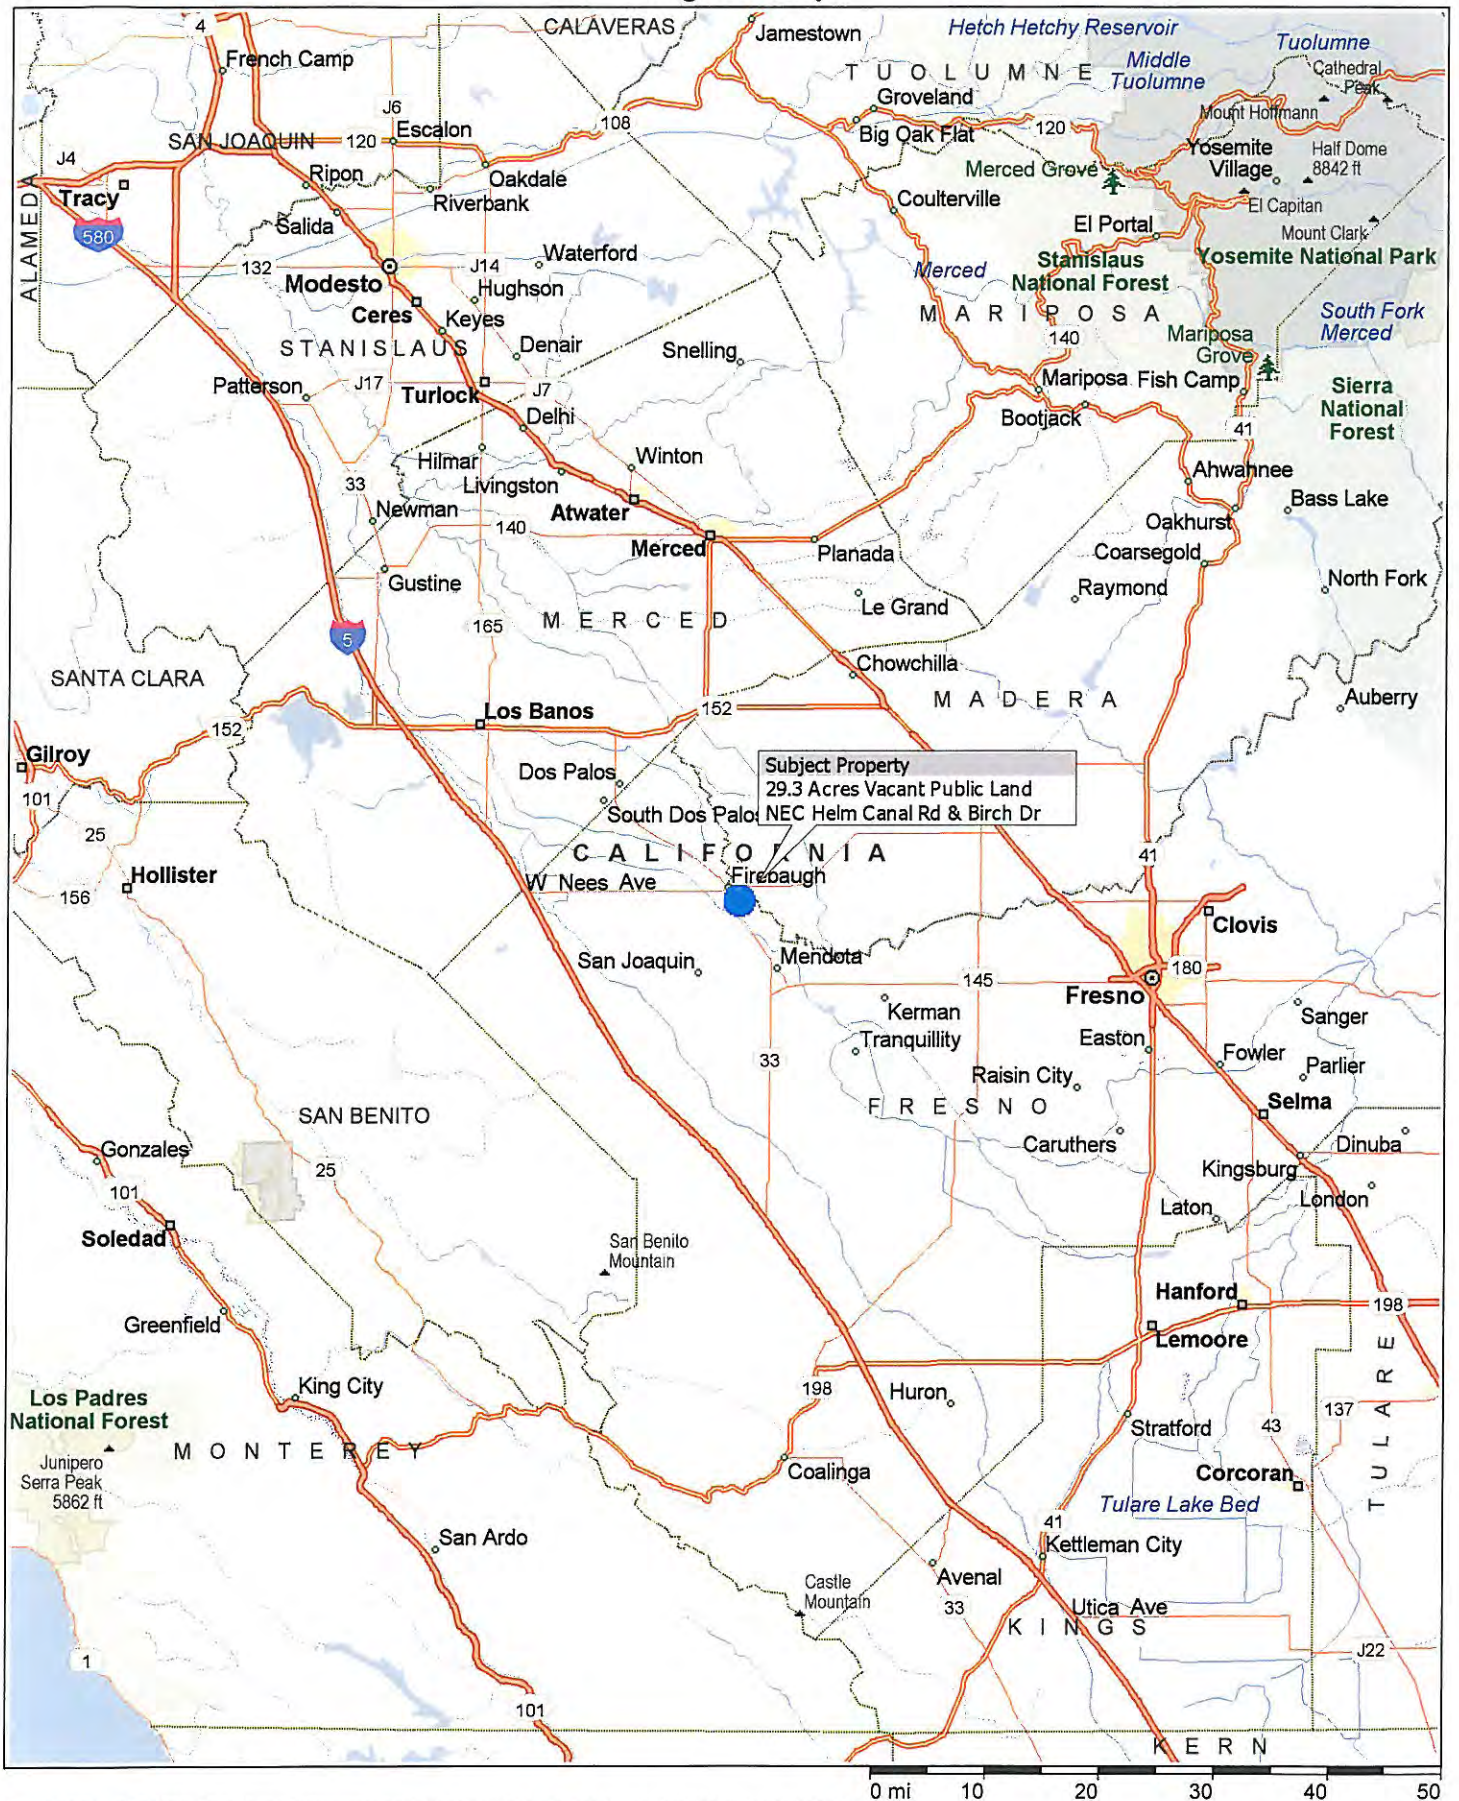 CALAVERAS
Jamestown
Hetch Hetchy Reservoir
Tuolumne
4
French Camp
TUOLUMNE
Middle
Tuolumne
Cathedral
Peak
J6
Groveland
Mount Hoffmann
108
SAN JOAQUIN
120
Escalon
Big Oak Flat
120
J4
Yosemite
Village
Half Dome
8842 ft
Ripon
Oakdale
Merced Grove
Tracy
Riverbank
Coulterville
El Capitan
Salida
El Portal
Mount Clark
ALAMEDA
580
Waterford
132
J14
Stanislaus
National Forest
Yosemite National Park
Modesto
Hughson
Merced
Ceres
Keyes
MARIPOSA
South Fork
Merced
STANISLAUS
Denair
Snelling
140
Mariposa
Grove
Patterson
J17
J7
Mariposa
Fish Camp
Turlock
Sierra
National
Forest
Delhi
Bootjack
41
Hilmar
Winton
Livingston
Ahwahnee
33
Newman
Atwater
Bass Lake
140
Oakhurst
Merced
Planada
Coarsegold
Gustine
Raymond
North Fork
Le Grand
165
MERCED
5
SANTA CLARA
Chowchilla
MADERA
Auberry
152
Los Banos
152
Gilroy
Subject Property
29.3 Acres Vacant Public Land
NEC Helm Canal Rd & Birch Dr
Dos Palos
101
South Dos Palos
25
CALIFORNIA
41
Hollister
Firebaugh
W Nees Ave
156
Clovis
San Joaquin
Mendota
180
145
Fresno
Kerman
Sanger
Tranquillity
Easton
33
Fowler
Parlier
Raisin City
Selma
FRESNO
SAN BENITO
Caruthers
Dinuba
Gonzales
25
Kingsburg
101
London
Laton
Soledad
San Benito
Mountain
Hanford
198
Greenfield
Lemoore
TULARE
King City
198
Huron
Los Padres
National Forest
137
Stratford
43
MONTEREY
Junipero
Serra Peak
5862 ft
Coalinga
Corcoran
Tulare Lake Bed
41
San Ardo
Kettleman City
Avenal
Castle
Mountain
33
Utica Ave
KINGS
1
J22
101
KERN
0 mi 10 20 30 40 50